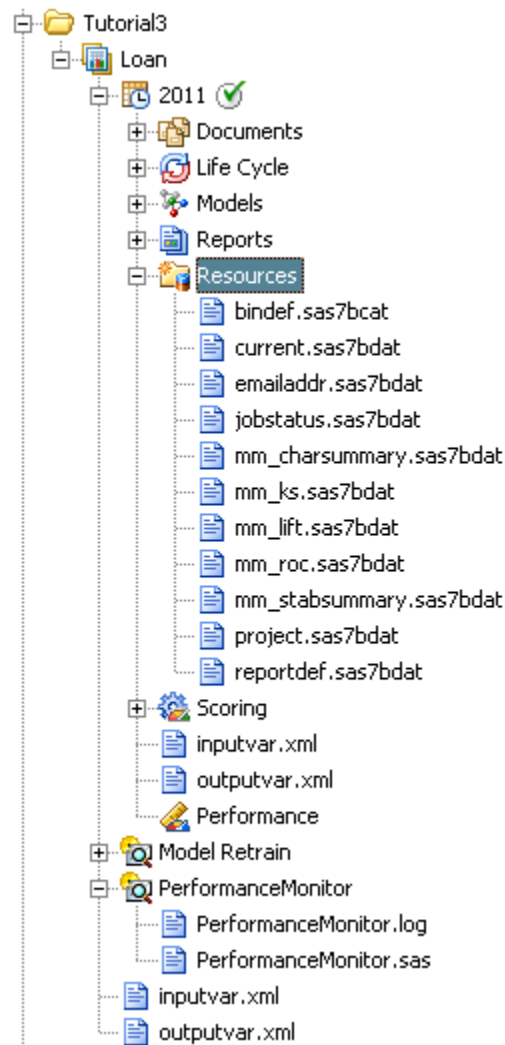 Tutorial3
Loan
2011
Documents
Life Cycle
Models
Reports
Resources
bindef.sas7bcat
current.sas7bdat
emailaddr.sas7bdat
jobstatus.sas7bdat
mm_charsummary.sas7bdat
mm_ks.sas7bdat
mm_lift.sas7bdat
mm_roc.sas7bdat
mm_stabsummary.sas7bdat
project.sas7bdat
reportdef.sas7bdat
Scoring
inputvar.xml
outputvar.xml
Performance
Model Retrain
PerformanceMonitor
PerformanceMonitor.log
PerformanceMonitor.sas
inputvar.xml
outputvar.xml